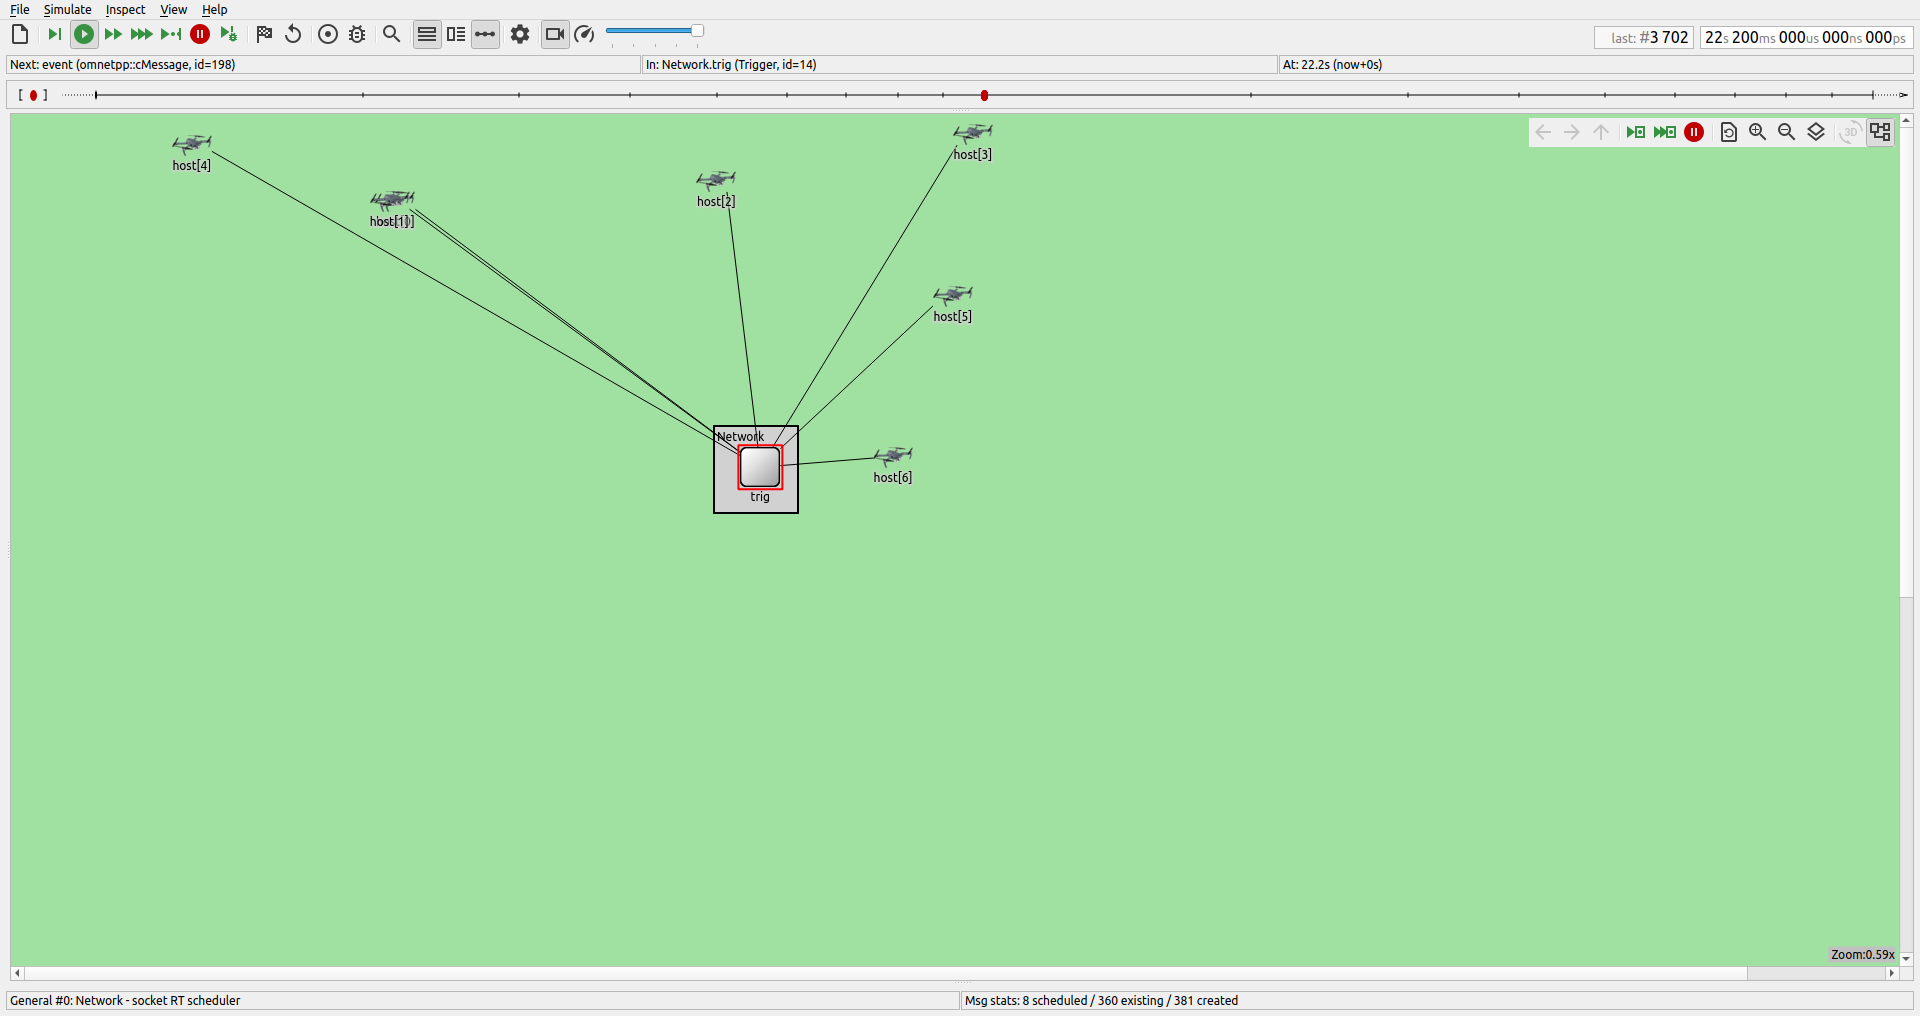 File Simulate Inspect View Help
last: #3 702 22s 200ms 000us 000ns 000ps
Next: event (omnetpp::cMessage, id=198) In: Network.trig (Trigger, id=14) At: 22.2s (now+0s)
3D
host[4]
host[3]
host[2]
host[1]
host[5]
Network
host[6]
trig
Zoom:0.59x
General #0: Network - socket RT scheduler Msg stats: 8 scheduled / 360 existing / 381 created